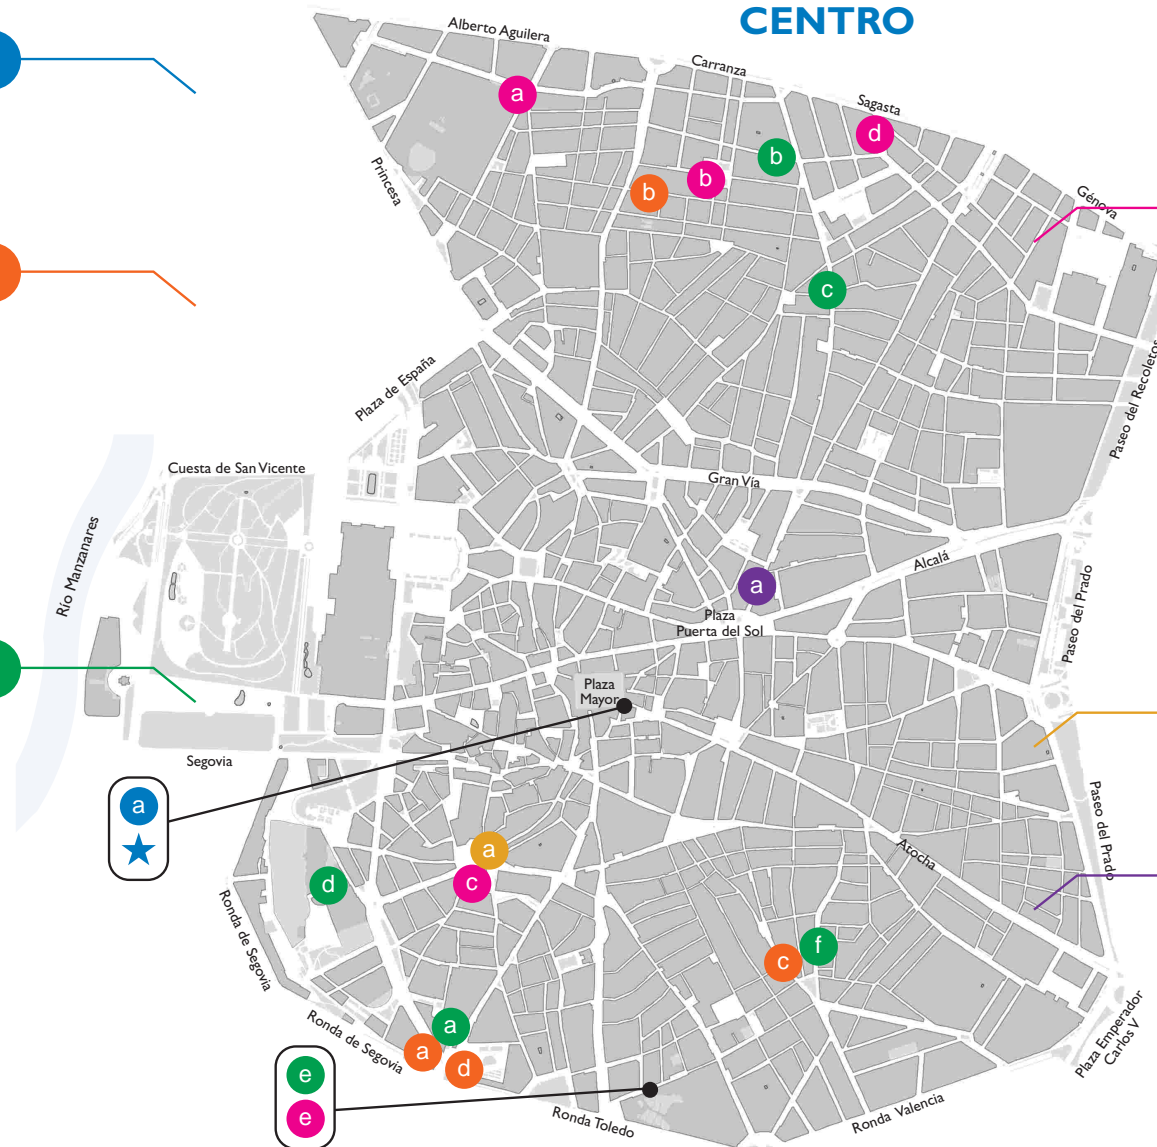 CENTRO
Alberto Aguilera
Carranza
Sagasta
a
d
b
b
b
Princesa
Génova
c
Plaza de España
Paseo del Recoletos
Cuesta de San Vicente
Gran Vía
Río Manzanares
Alcalá
a
Paseo del Prado
Plaza
Puerta del Sol
Plaza
Mayor
Segovia
a
Paseo del Prado
a
Atocha
c
d
Ronda de Segovia
f
c
Ronda de Segovia
a
a
d
Plaza Emperador
Carlos V
e
e
Ronda Toledo
Ronda Valencia